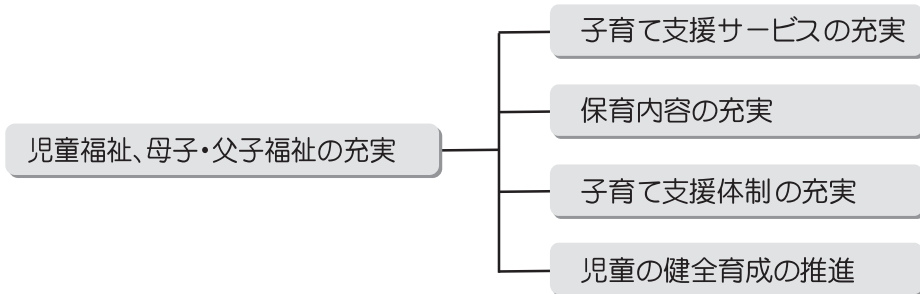 児童福祉、母子・父子福祉の充実
子育て支援サービスの充実
保育内容の充実
子育て支援体制の充実
児童の健全育成の推進